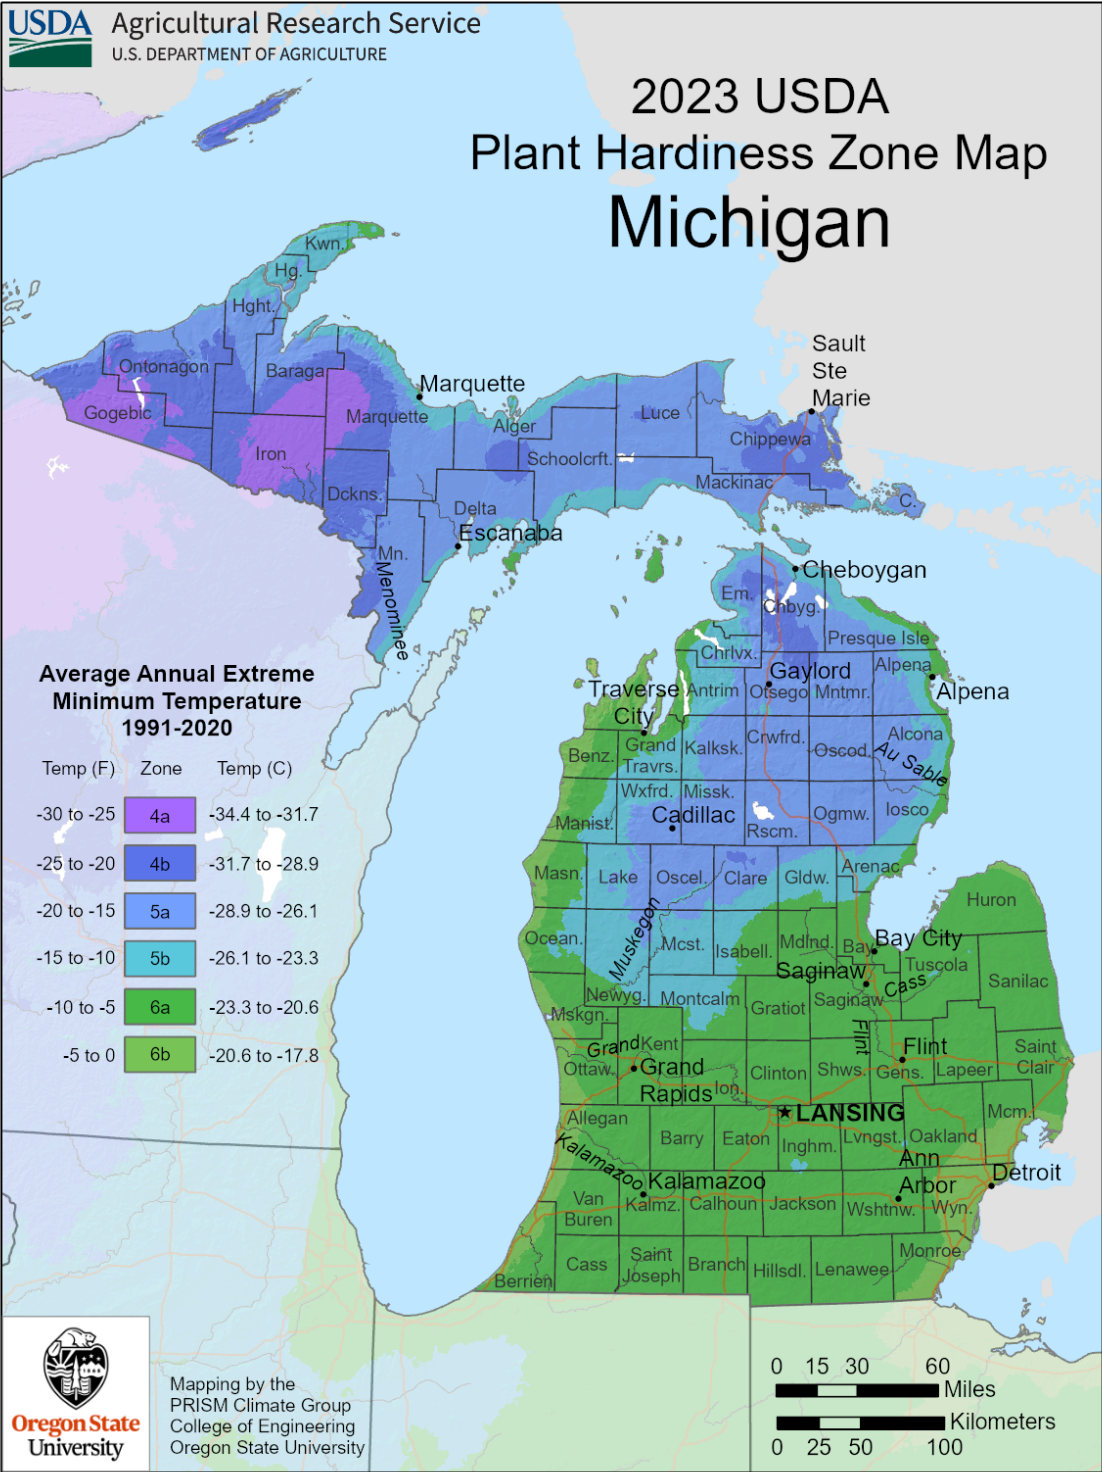 USDA
Agricultural Research Service
U.S. DEPARTMENT OF AGRICULTURE
2023 USDA
Plant Hardiness Zone Map
Michigan
Kwn.
Hg.
Hght.
Ontonagon
Baraga
Gogebic
Iron
Marquette
Marquette
Alger
Luce
Schoolcrft.
Chippewa
Mackinac
Sault
Ste
Marie
C.
Dckns.
Delta
Escanaba
Mn.
Menominee
Cheboygan
Em.
Chbyg.
Presque Isle
Chrlvx.
Alpena
Alpena
Gaylord
Traverse
City
Antrim
Otsego
Mntmr.
Benz.
Grand
Travrs.
Kalksk.
Crwfrd.
Oscod.
Alcona
Au Sable
Wxfrd.
Missk.
Cadillac
Manist.
Rscm.
Ogmw.
Iosco
Arenac
Masn.
Lake
Oscel.
Clare
Gldw.
Huron
Ocean.
Muskegon
Mcst.
Isabell.
Mdlnd.
Bay
Bay City
Saginaw
Tuscola
Cass
Sanilac
Newyg.
Montcalm
Gratiot
Saginaw
Mskgn.
Grand
Kent
Flint
Flint
Saint
Clair
Ottaw.
Grand
Rapids
Ion.
Clinton
Shws.
Gens.
Lapeer
Allegan
LANSING
Mcm.
Barry
Eaton
Inghm.
Lvngst.
Oakland
Ann
Arbor
Detroit
Kalamazoo
Kalamazoo
Van
Buren
Kalmz.
Calhoun
Jackson
Wshtnw.
Wyn.
Berrien
Cass
Saint
Joseph
Branch
Hillsdl.
Lenawee
Monroe
Average Annual Extreme
Minimum Temperature
1991-2020
Temp (F) Zone Temp (C)
-30 to -25 4a -34.4 to -31.7
-25 to -20 4b -31.7 to -28.9
-20 to -15 5a -28.9 to -26.1
-15 to -10 5b -26.1 to -23.3
-10 to -5 6a -23.3 to -20.6
-5 to 0 6b -20.6 to -17.8
Oregon State
University
Mapping by the
PRISM Climate Group
College of Engineering
Oregon State University
0 15 30 60
Miles
Kilometers
0 25 50 100